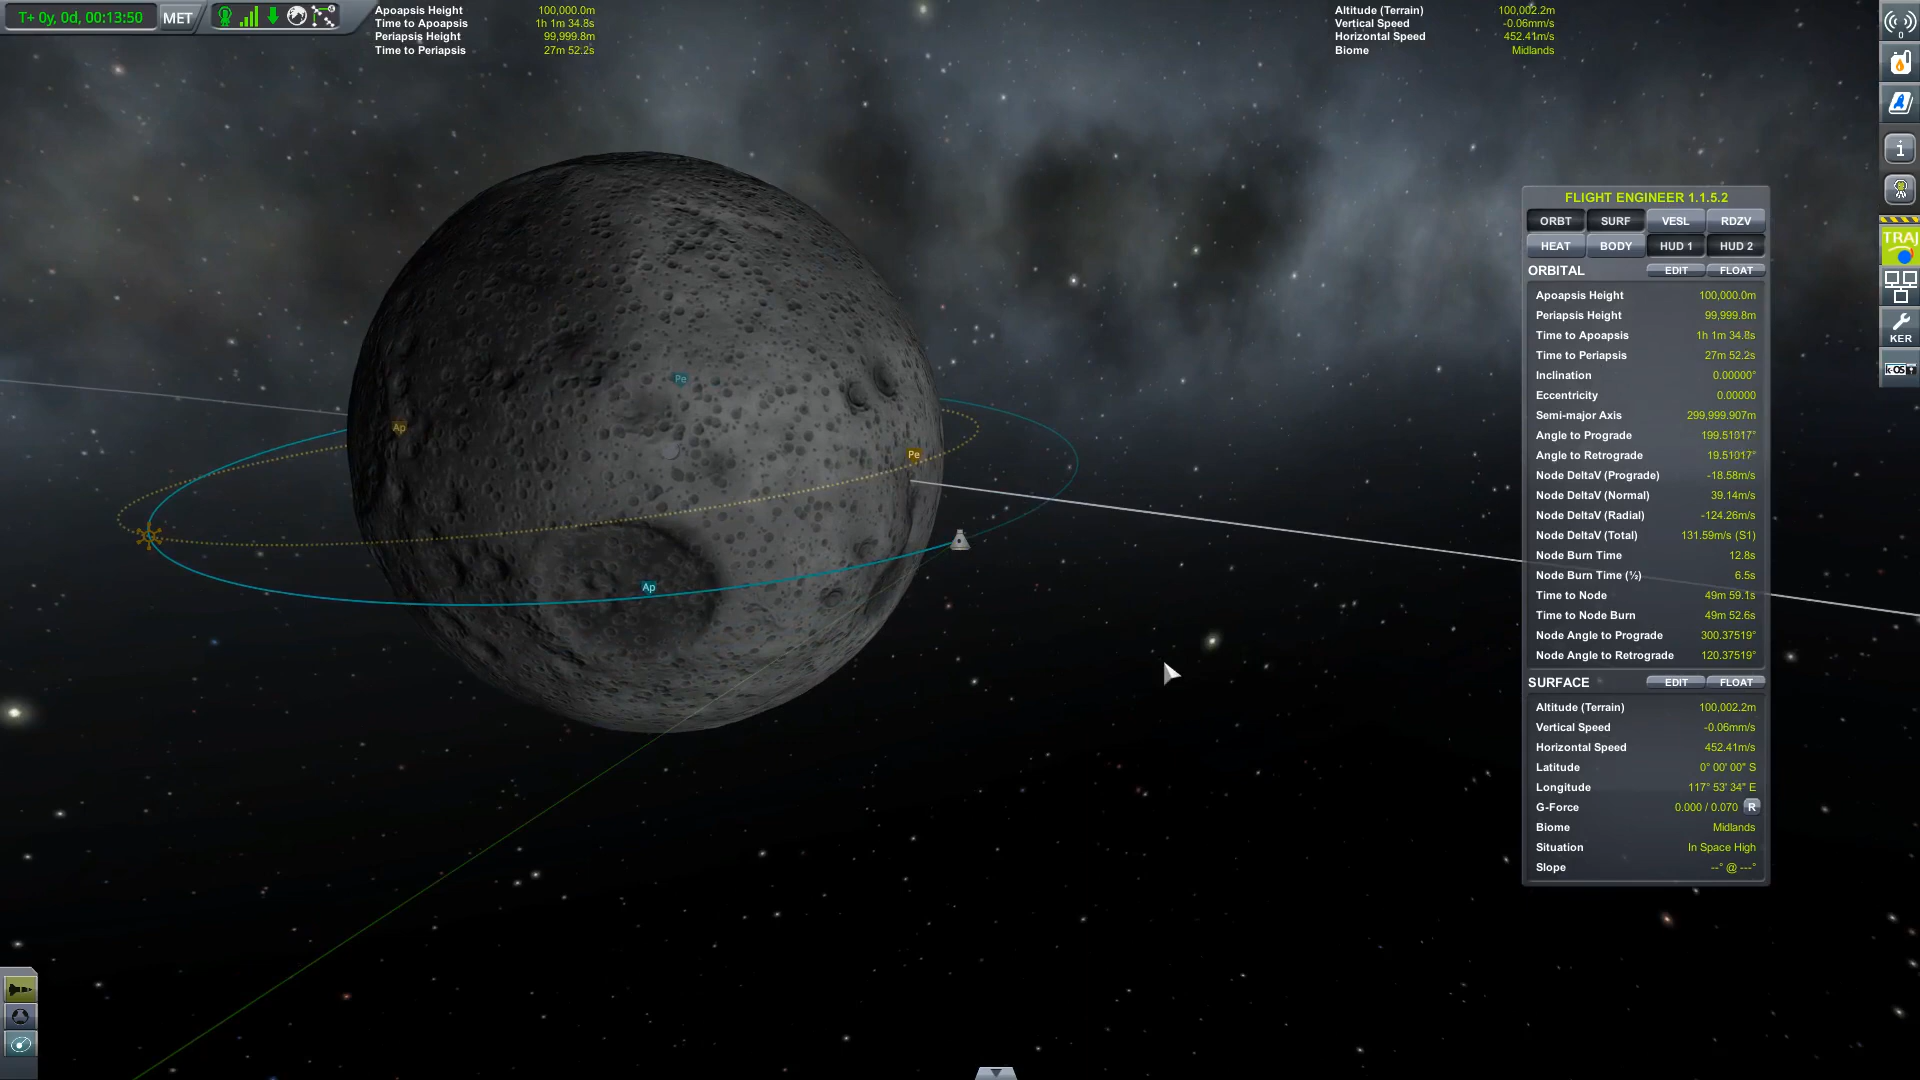 T+ 0y, 0d, 00:13:50 MET
Apoapsis Height 100,000.0m
Time to Apoapsis 1h 1m 34.8s
Periapsis Height 99,999.8m
Time to Periapsis 27m 52.2s
Altitude (Terrain) 100,002.2m
Vertical Speed -0.06mm/s
Horizontal Speed 452.41m/s
Biome Midlands
0
i
TRAJ
KER
kOS
Pe
Ap
Pe
Ap
FLIGHT ENGINEER 1.1.5.2
ORBT SURF VESL RDZV
HEAT BODY HUD 1 HUD 2
ORBITAL EDIT FLOAT
Apoapsis Height 100,000.0m
Periapsis Height 99,999.8m
Time to Apoapsis 1h 1m 34.8s
Time to Periapsis 27m 52.2s
Inclination 0.00000°
Eccentricity 0.00000
Semi-major Axis 299,999.907m
Angle to Prograde 199.51017°
Angle to Retrograde 19.51017°
Node DeltaV (Prograde) -18.58m/s
Node DeltaV (Normal) 39.14m/s
Node DeltaV (Radial) -124.26m/s
Node DeltaV (Total) 131.59m/s (S1)
Node Burn Time 12.8s
Node Burn Time (½) 6.5s
Time to Node 49m 59.1s
Time to Node Burn 49m 52.6s
Node Angle to Prograde 300.37519°
Node Angle to Retrograde 120.37519°
SURFACE EDIT FLOAT
Altitude (Terrain) 100,002.2m
Vertical Speed -0.06mm/s
Horizontal Speed 452.41m/s
Latitude 0° 00' 00" S
Longitude 117° 53' 34" E
G-Force 0.000 / 0.070 R
Biome Midlands
Situation In Space High
Slope --° @ ---°